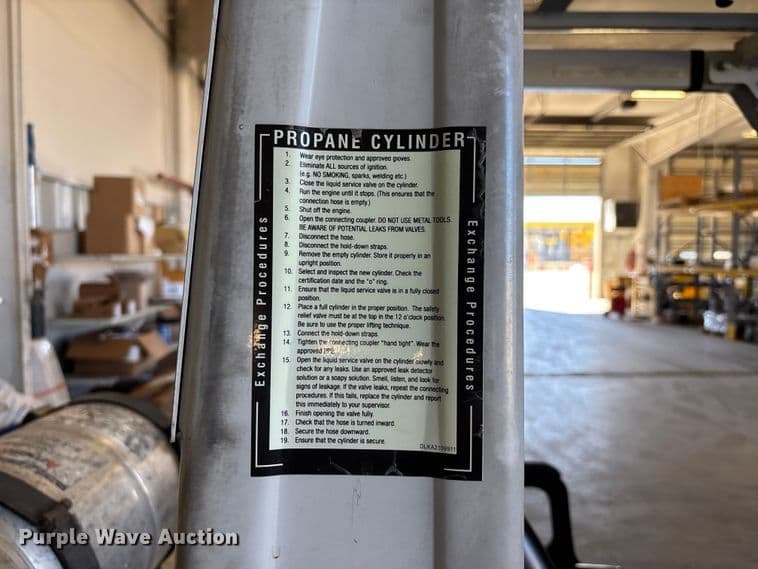 PROPANE CYLINDER
Exchange Procedures
1. Wear eye protection and approved gloves.
2. Eliminate ALL sources of ignition.
(e.g. NO SMOKING, sparks, welding etc.)
3. Close the liquid service valve on the cylinder.
4. Run the engine until it stops. (This ensures that the
connection hose is empty.)
5. Shut off the engine.
6. Open the connecting coupler. DO NOT USE METAL TOOLS.
BE AWARE OF POTENTIAL LEAKS FROM VALVES.
7. Disconnect the hose.
8. Disconnect the hold-down straps.
9. Remove the empty cylinder. Store it properly in an
upright position.
10. Select and inspect the new cylinder. Check the
certification date and the "o" ring.
11. Ensure that the liquid service valve is in a fully closed
position.
12. Place a full cylinder in the proper position. The safety
relief valve must be at the top in the 12 o'clock position.
Be sure to use the proper lifting technique.
13. Connect the hold-down straps.
14. Tighten the connecting coupler "hand tight". Wear the
approved
15. Open the liquid service valve on the cylinder slowly and
check for any leaks. Use an approved leak detector
solution or a soapy solution. Smell, listen, and look for
signs of leakage. If the valve leaks, repeat the connecting
procedures. If this fails, replace the cylinder and report
this immediately to your supervisor.
16. Finish opening the valve fully.
17. Check that the hose is turned inward.
18. Secure the hose downward.
19. Ensure that the cylinder is secure.
Exchange Procedures
Purple Wave Auction